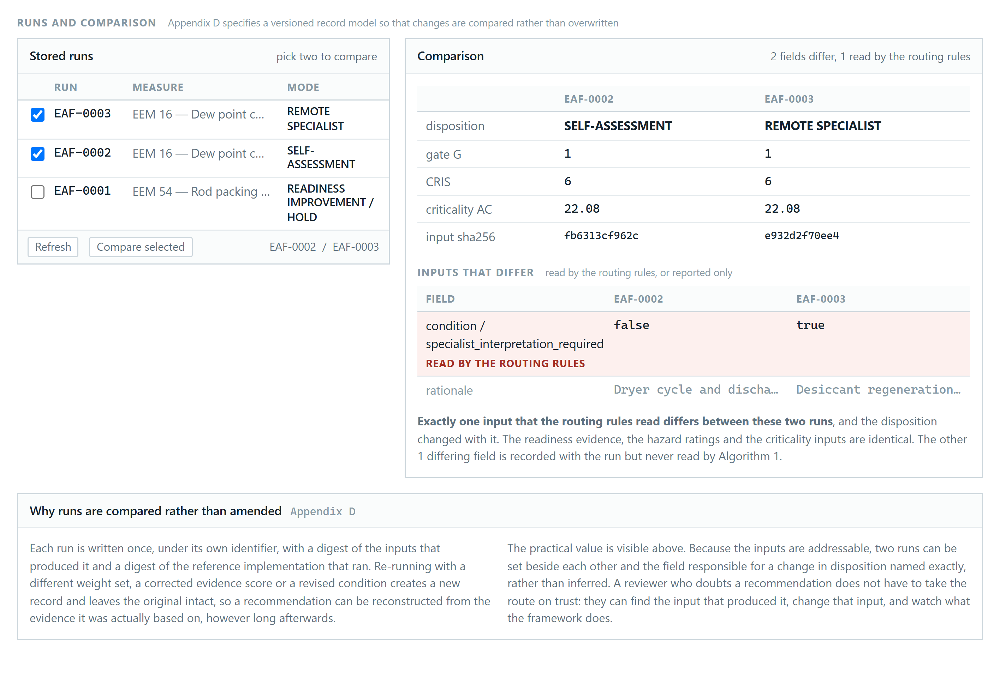 RUNS AND COMPARISON Appendix D specifies a versioned record model so that changes are compared rather than overwritten
Stored runs pick two to compare
RUN MEASURE MODE
EAF-0003 EEM 16 — Dew point c... REMOTE
SPECIALIST
EAF-0002 EEM 16 — Dew point c... SELF-
ASSESSMENT
EAF-0001 EEM 54 — Rod packing ... READINESS
IMPROVEMENT /
HOLD
Refresh Compare selected EAF-0002 / EAF-0003
Comparison 2 fields differ, 1 read by the routing rules
EAF-0002 EAF-0003
disposition SELF-ASSESSMENT REMOTE SPECIALIST
gate G 1 1
CRIS 6 6
criticality AC 22.08 22.08
input sha256 fb6313cf962c e932d2f70ee4
INPUTS THAT DIFFER read by the routing rules, or reported only
FIELD EAF-0002 EAF-0003
condition / false true
specialist_interpretation_required
READ BY THE ROUTING RULES
rationale Dryer cycle and discha… Desiccant regeneration…
Exactly one input that the routing rules read differs between these two runs, and the disposition
changed with it. The readiness evidence, the hazard ratings and the criticality inputs are identical. The other
1 differing field is recorded with the run but never read by Algorithm 1.
Why runs are compared rather than amended Appendix D
Each run is written once, under its own identifier, with a digest of the inputs that
produced it and a digest of the reference implementation that ran. Re-running with a
different weight set, a corrected evidence score or a revised condition creates a new
record and leaves the original intact, so a recommendation can be reconstructed from the
evidence it was actually based on, however long afterwards.
The practical value is visible above. Because the inputs are addressable, two runs can be
set beside each other and the field responsible for a change in disposition named exactly,
rather than inferred. A reviewer who doubts a recommendation does not have to take the
route on trust: they can find the input that produced it, change that input, and watch what
the framework does.